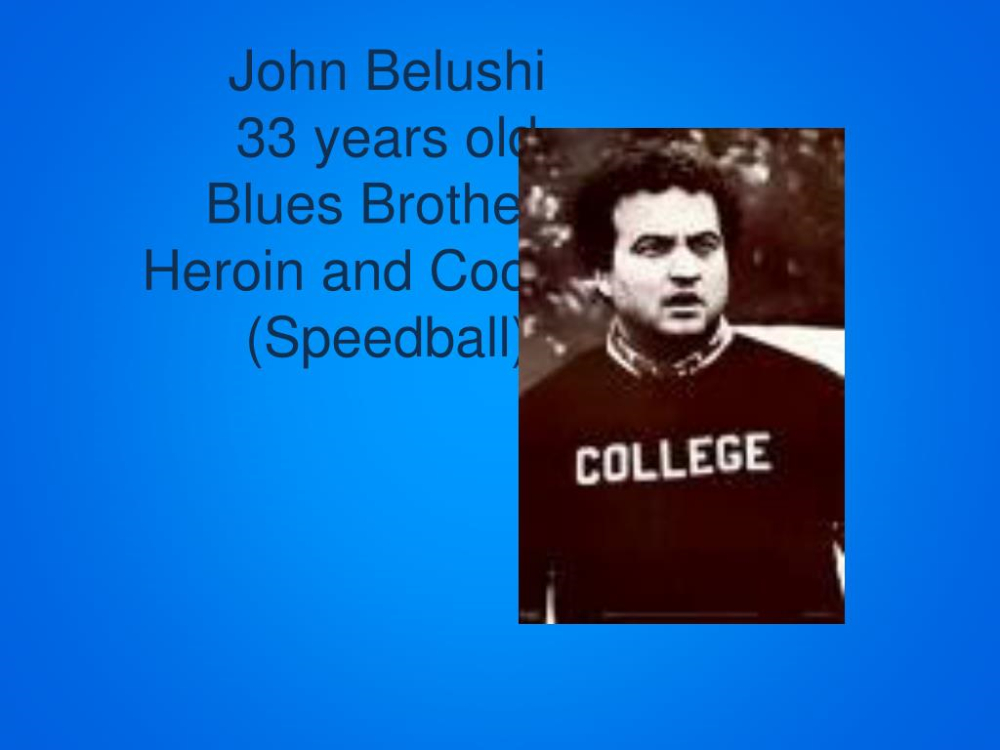 John Belushi
33 years old
Blues Brothe
Heroin and Coc
(Speedball)
COLLEGE